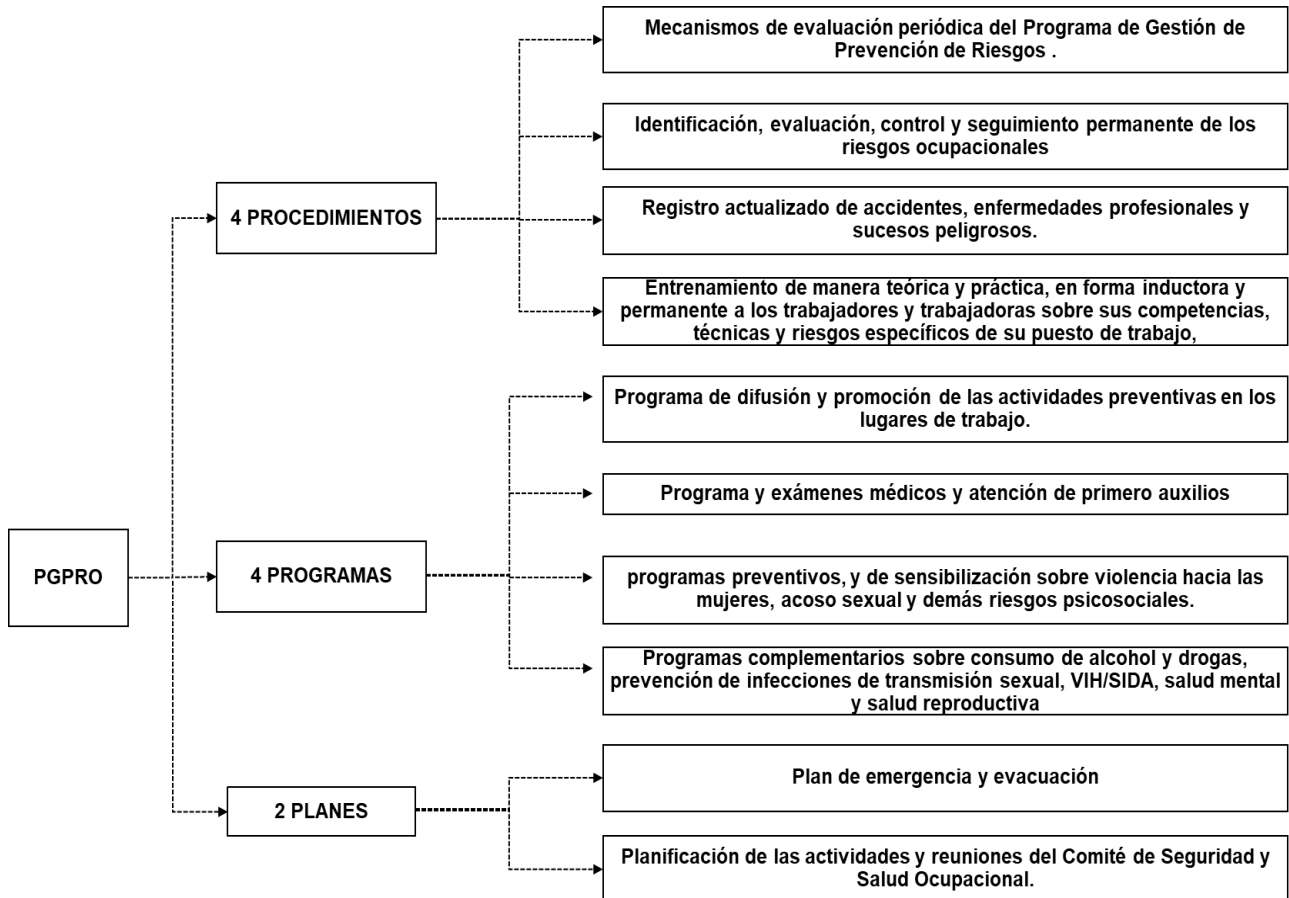 PGPRO
4 PROCEDIMIENTOS
Mecanismos de evaluación periódica del Programa de Gestión de
Prevención de Riesgos .
Identificación, evaluación, control y seguimiento permanente de los
riesgos ocupacionales
Registro actualizado de accidentes, enfermedades profesionales y
sucesos peligrosos.
Entrenamiento de manera teórica y práctica, en forma inductora y
permanente a los trabajadores y trabajadoras sobre sus competencias,
técnicas y riesgos específicos de su puesto de trabajo,
4 PROGRAMAS
Programa de difusión y promoción de las actividades preventivas en los
lugares de trabajo.
Programa y exámenes médicos y atención de primero auxilios
programas preventivos, y de sensibilización sobre violencia hacia las
mujeres, acoso sexual y demás riesgos psicosociales.
Programas complementarios sobre consumo de alcohol y drogas,
prevención de infecciones de transmisión sexual, VIH/SIDA, salud mental
y salud reproductiva
2 PLANES
Plan de emergencia y evacuación
Planificación de las actividades y reuniones del Comité de Seguridad y
Salud Ocupacional.